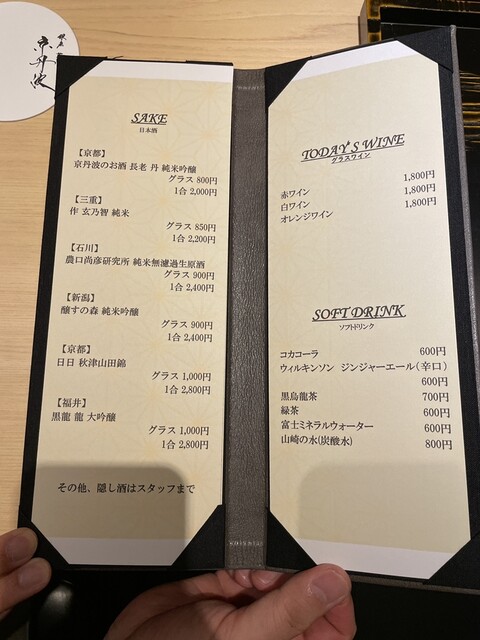 京丹波
SAKE
日本酒
【京都】
京丹波のお酒 長老 丹 純米吟醸
グラス 800円
1合 2,000円
【三重】
作 玄乃智 純米
グラス 850円
1合 2,200円
【石川】
農口尚彦研究所 純米無濾過生原酒
グラス 900円
1合 2,400円
【新潟】
醸すの森 純米吟醸
グラス 900円
1合 2,400円
【京都】
日日 秋津山田錦
グラス 1,000円
1合 2,800円
【福井】
黒龍 龍 大吟醸
グラス 1,000円
1合 2,800円
その他、隠し酒はスタッフまで
TODAY'S WINE
グラスワイン
赤ワイン 1,800円
白ワイン 1,800円
オレンジワイン 1,800円
SOFT DRINK
ソフトドリンク
コカコーラ 600円
ウィルキンソン ジンジャーエール(辛口)
600円
黒烏龍茶 700円
緑茶 600円
富士ミネラルウォーター 600円
山崎の水(炭酸水) 800円